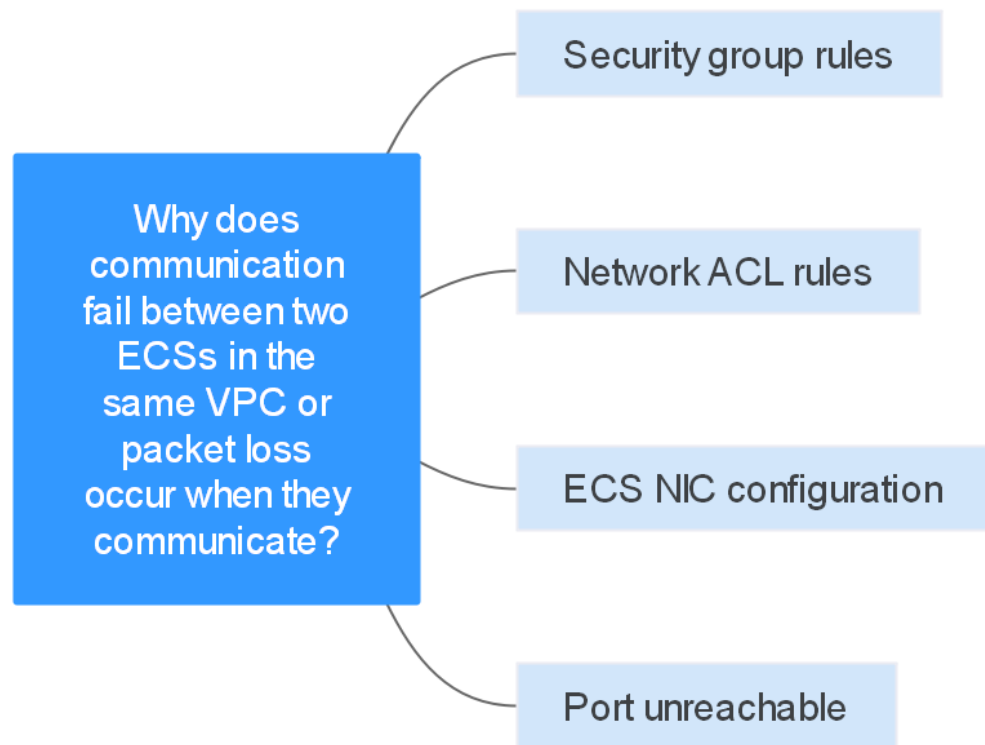 Why does
communication
fail between two
ECSs in the
same VPC or
packet loss
occur when they
communicate?
Security group rules
Network ACL rules
ECS NIC configuration
Port unreachable